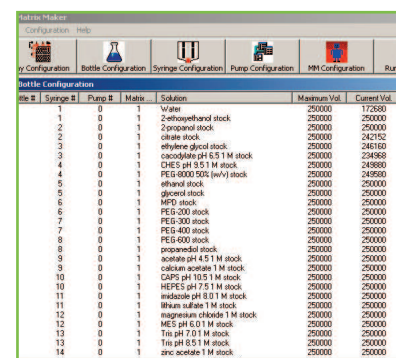 Matrix Maker
Configuration Help
y Configuration Bottle Configuration Syringe Configuration Pump Configuration MM Configuration Ru
Bottle Configuration
ttle # Syringe # Pump # Matrix ... Solution Maximum Vol. Current Vol.
1 0 1 Water 250000 172680
1 0 1 2-ethoxyethanol stock 250000 250000
2 0 1 2-propanol stock 250000 250000
2 0 1 citrate stock 250000 242152
3 0 1 ethylene glycol stock 250000 246160
3 0 1 cacodylate pH 6.5 1 M stock 250000 234968
4 0 1 CHES pH 9.5 1 M stock 250000 249880
4 0 1 PEG-8000 50% (w/v) stock 250000 249580
5 0 1 ethanol stock 250000 250000
5 0 1 glycerol stock 250000 250000
6 0 1 MPD stock 250000 250000
6 0 1 PEG-200 stock 250000 250000
7 0 1 PEG-300 stock 250000 250000
7 0 1 PEG-400 stock 250000 250000
8 0 1 PEG-600 stock 250000 250000
8 0 1 propanediol stock 250000 250000
9 0 1 acetate pH 4.5 1 M stock 250000 250000
9 0 1 calcium acetate 1 M stock 250000 250000
10 0 1 CAPS pH 10.5 1 M stock 250000 250000
10 0 1 HEPES pH 7.5 1 M stock 250000 250000
11 0 1 imidazole pH 8.0 1 M stock 250000 250000
11 0 1 lithium sulfate 1 M stock 250000 250000
12 0 1 magnesium chloride 1 M stock 250000 250000
12 0 1 MES pH 6.0 1 M stock 250000 250000
13 0 1 Tris pH 7.0 1 M stock 250000 250000
13 0 1 Tris pH 8.5 1 M stock 250000 250000
14 0 1 zinc acetate 1 M stock 250000 250000